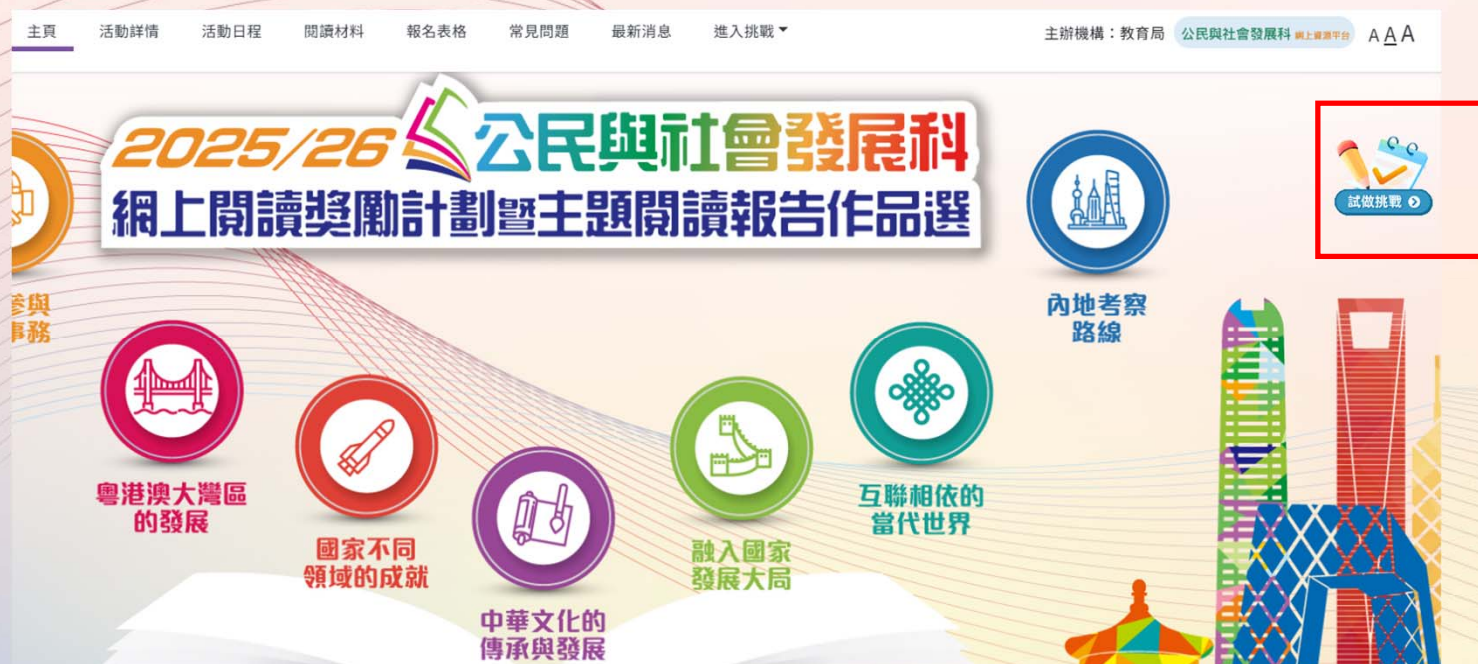 主頁
活動詳情
活動日程
閱讀材料
報名表格
常見問題
最新消息
進入挑戰
主辦機構：教育局
公民與社會發展科 網上資源平台
A A A
2025/26 公民與社會發展科
網上閱讀獎勵計劃暨主題閱讀報告作品選
試做挑戰
參與
事務
內地考察
路線
粵港澳大灣區
的發展
國家不同
領域的成就
中華文化的
傳承與發展
融入國家
發展大局
互聯相依的
當代世界